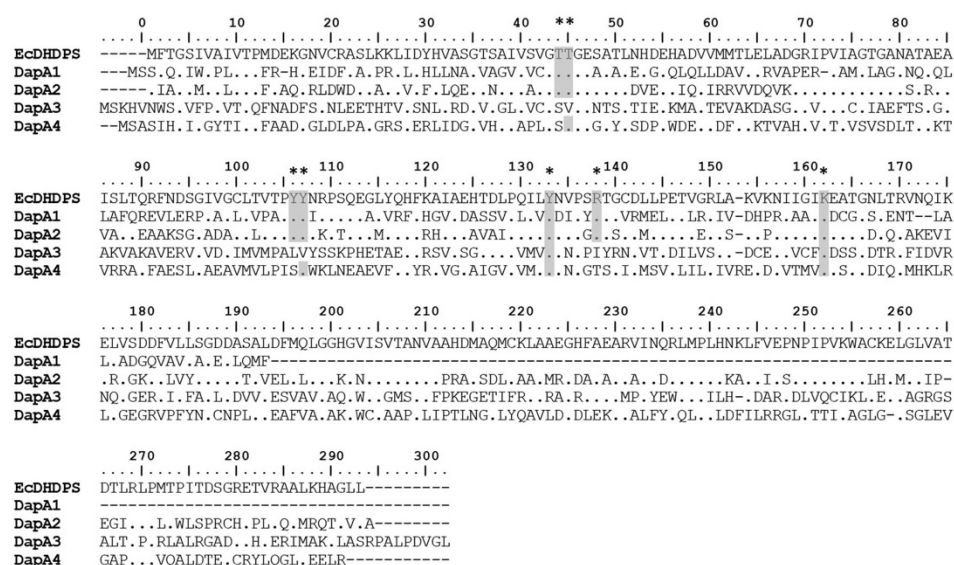 0 10 20 30 40 ** 50 60 70 80
....|....|....|....|....|....|....|....|....|....|....|....|....|....|....|....|....|....|
EcDHDPS -----MFTGSIVAIVTPMDEKGNVCRASLKKLIDYHVASGTSAIVSVGTTGESATLNHDEHADVVMMTLELADGRIPVIAGTGANATAEA
DapA1 ---MSS.Q.IW.PL...FR-H.EIDF.A.PR.L.HLLNA.VAGV.VC..A..A.E.G.QLQLLDAV..RVAPER-.AM.LAG.NQ.QL
DapA2 -----.IA..M..L...F.AQ.RLDWD..A..V.F.LQE..N...A..........DVE..IQ.IRRVVDQVK..........S.R..
DapA3 MSKHVNWS.VFP.VT.QFNADFS.NLEETHTV.SNL.RD.V.GL.VC.SV..NTS.TIE.KMA.TEVAKDASG..V...C.IAEFTSG.
DapA4 --MSASIH.I.GYTI.FAAD.GLDLPA.GRS.ERLIDG.VH..APL.S...G.Y.SDP.WDE..DF..KTVAH.V.T.VSVSDLT..KT
90 100 ** 110 120 130 * * 140 150 160 * 170
....|....|....|....|....|....|....|....|....|....|....|....|....|....|....|....|....|....|
EcDHDPS ISLTQRFNDSGIVGCLTVTPYYNRPSQEGLYQHFKAIAEHTDLPQILYNVPSRTGCDLLPETVGRLA-KVKNIIGIKEATGNLTRVNQIK
DapA1 LAFQREVLERP.A.L.VPA...I......A.VRF.HGV.DASSV.L.V.DI.Y...VRMEL..LR.IV-DHPR.AA.DCG.S.ENT--LA
DapA2 VA..EAAKSG.ADA..L.....K.T...M....RH...AVAI......G..S..M.....E..S-..P.........D.Q.AKEVI
DapA3 AKVAKAVERV.VD.IMVMPALVYSSKPHETAE..RSV.SG....VMV..N.PIYRN.VT.DILVS..DCE..VCF.DSS.DTR.FIDVR
DapA4 VRRA.FAESL.AEAVMVLPIS.WKLNEAEVF..YR.VG.AIGV.VM..NGTS.IMSV.LIL.IVRE.D.VTMV...S..DIQ.MHKLR
180 190 200 210 220 230 240 250 260
....|....|....|....|....|....|....|....|....|....|....|....|....|....|....|....|....|....|
EcDHDPS ELVSDDFVLLSGDDASALDFMQLGGHGVISVTANVAAHDMAQMCKLAAEGHFAEARVINQRLMPLHNKLFVEPNPIPVKWACKELGLVAT
DapA1 L.ADGQVAV.A.E.LQMF------------------------------------------------------------------------
DapA2 .R.GK..LVY.....T.VEL.L..K.N.....PRA.SDL.AA.MR.DA.A..A..D......KA..I.S......LH.M..IP-
DapA3 NQ.GER.I.FA.LDVV.ESVAV.AQ.W..GMS..FPKEGETIFR..RA.R...MP.YEW...ILH-.DAR.DLVQCIKL.E..AGRGS
DapA4 L.GEGRVPFYN.CNPL..EAFVA.AK.WC.AAP.LIPTLNG.LYQAVLD.DLEK..ALFY.QL..LDFILRRGL.TTI.AGLG-.SGLEV
270 280 290 300
....|....|....|....|....|....|....|..
EcDHDPS DTLRLPMTPITDSGRETVRAALKHAGLL---------
DapA1 -------------------------------------
DapA2 EGI...L.WLSPRCH.PL.Q.MRQT.V.A--------
DapA3 ALT.P.RLALRGAD..H.ERIMAK.LASRPALPDVGL
DapA4 GAP...VQALDTE.CRYLQGL.EELR-----------